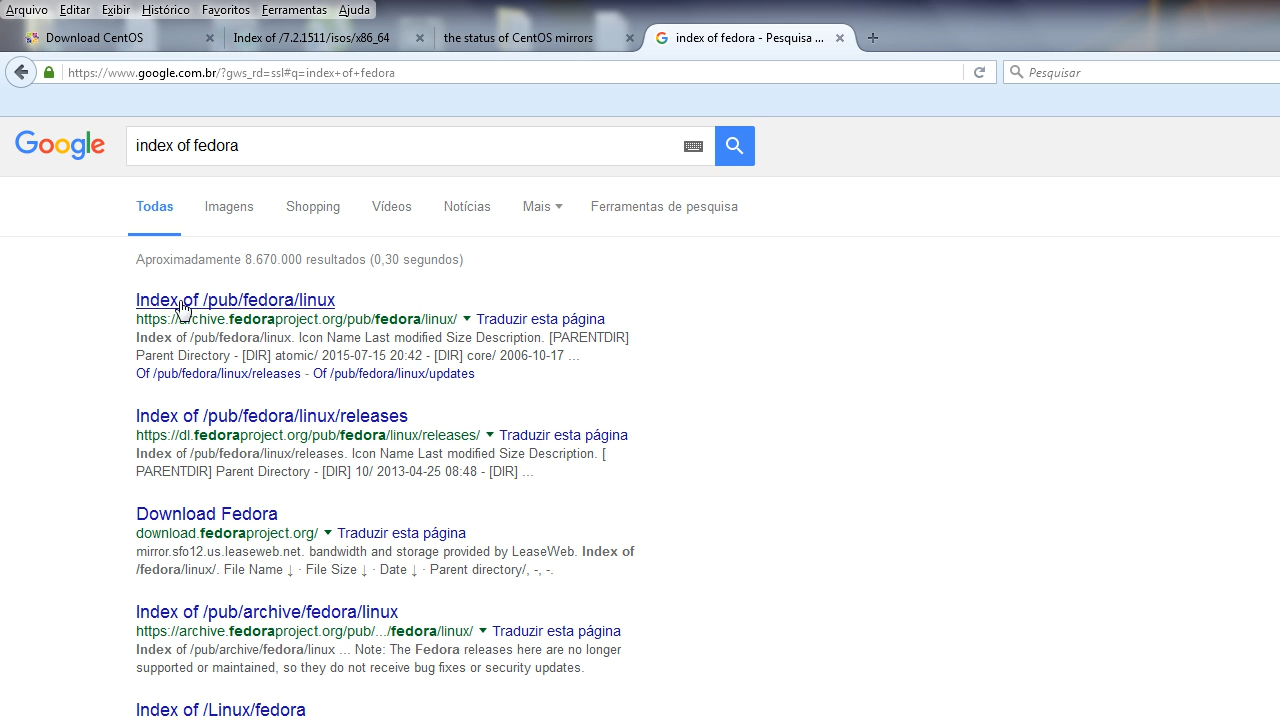 Arquivo Editar Exibir Histórico Favoritos Ferramentas Ajuda
Download CentOS × Index of /7.2.1511/isos/x86_64 × the status of CentOS mirrors × index of fedora - Pesquisa ... × +
https://www.google.com.br/?gws_rd=ssl#q=index+of+fedora Pesquisar
Google index of fedora
Todas Imagens Shopping Vídeos Notícias Mais Ferramentas de pesquisa
Aproximadamente 8.670.000 resultados (0,30 segundos)
Index of /pub/fedora/linux
https://archive.fedoraproject.org/pub/fedora/linux/ Traduzir esta página
Index of /pub/fedora/linux. Icon Name Last modified Size Description. [PARENTDIR]
Parent Directory - [DIR] atomic/ 2015-07-15 20:42 - [DIR] core/ 2006-10-17 ...
Of /pub/fedora/linux/releases - Of /pub/fedora/linux/updates
Index of /pub/fedora/linux/releases
https://dl.fedoraproject.org/pub/fedora/linux/releases/ Traduzir esta página
Index of /pub/fedora/linux/releases. Icon Name Last modified Size Description. [
PARENTDIR] Parent Directory - [DIR] 10/ 2013-04-25 08:48 - [DIR] ...
Download Fedora
download.fedoraproject.org/ Traduzir esta página
mirror.sfo12.us.leaseweb.net. bandwidth and storage provided by LeaseWeb. Index of
/fedora/linux/. File Name ↓ · File Size ↓ · Date ↓ · Parent directory/, -, -.
Index of /pub/archive/fedora/linux
https://archive.fedoraproject.org/pub/.../fedora/linux/ Traduzir esta página
Index of /pub/archive/fedora/linux ... Note: The Fedora releases here are no longer
supported or maintained, so they do not receive bug fixes or security updates.
Index of /Linux/fedora